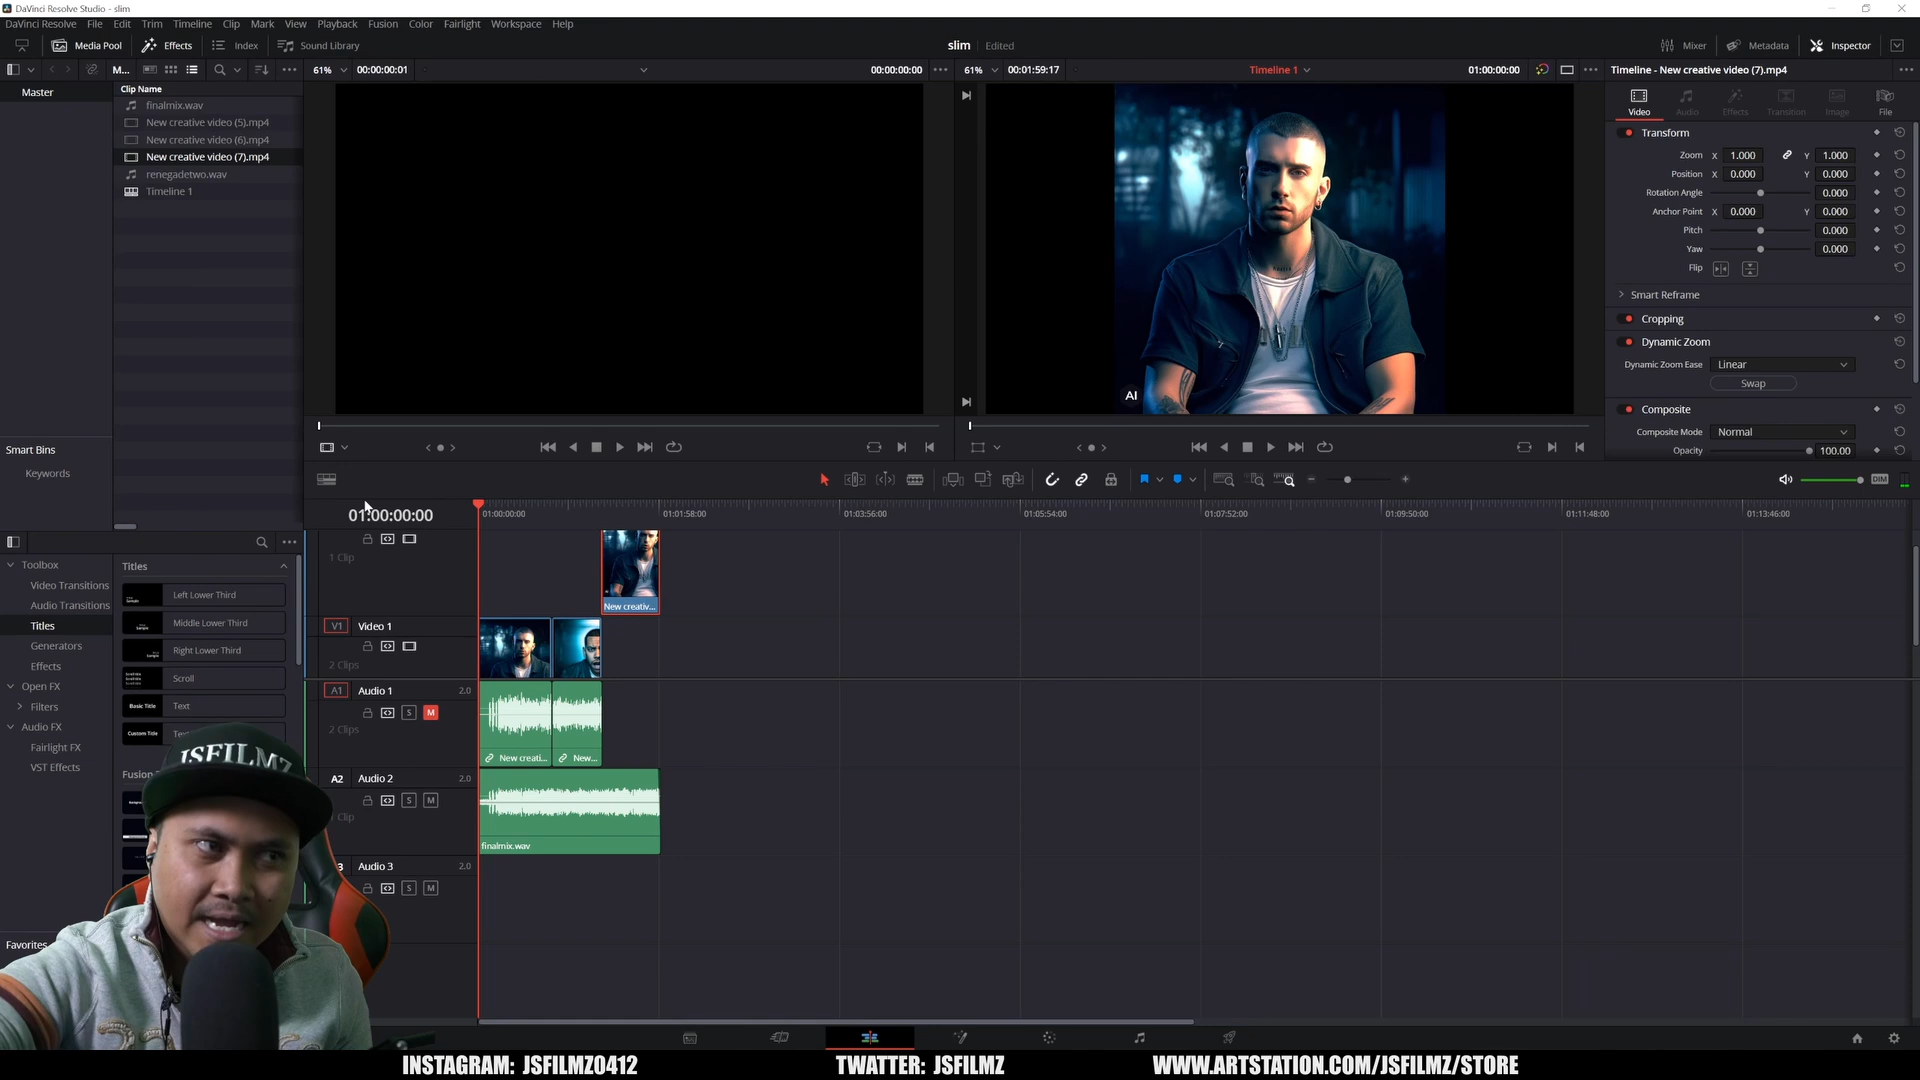 DaVinci Resolve Studio - slim
DaVinci Resolve File Edit Trim Timeline Clip Mark View Playback Fusion Color Fairlight Workspace Help
Media Pool Effects Index Sound Library slim Edited Mixer Metadata Inspector
M... 61% 00:00:00:01 00:00:00:00 61% 00:01:59:17 Timeline 1 01:00:00:00 Timeline - New creative video (7).mp4
Master
Clip Name
finalmix.wav
New creative video (5).mp4
New creative video (6).mp4
New creative video (7).mp4
renegadetwo.wav
Timeline 1
Smart Bins
Keywords
AI
Video Audio Effects Transition Image File
Transform
Zoom X 1.000 Y 1.000
Position X 0.000 Y 0.000
Rotation Angle 0.000
Anchor Point X 0.000 Y 0.000
Pitch 0.000
Yaw 0.000
Flip
Smart Reframe
Cropping
Dynamic Zoom
Dynamic Zoom Ease Linear
Swap
Composite
Composite Mode Normal
Opacity 100.00
DIM
01:00:00:00
01:00:00:00 01:01:58:00 01:03:56:00 01:05:54:00 01:07:52:00 01:09:50:00 01:11:48:00 01:13:46:00
Toolbox
Video Transitions
Audio Transitions
Titles
Generators
Effects
Open FX
Filters
Audio FX
Fairlight FX
VST Effects
Favorites
Titles
Left Lower Third
Middle Lower Third
Right Lower Third
Scroll
Basic Title Text
Custom Title
1 Clip
New creativ...
V1 Video 1
2 Clips
A1 Audio 1 2.0
S M
2 Clips
New creati... New...
A2 Audio 2 2.0
S M
Clip
finalmix.wav
3 Audio 3 2.0
S M
JSFILMZ
INSTAGRAM: JSFILMZ0412 TWATTER: JSFILMZ WWW.ARTSTATION.COM/JSFILMZ/STORE